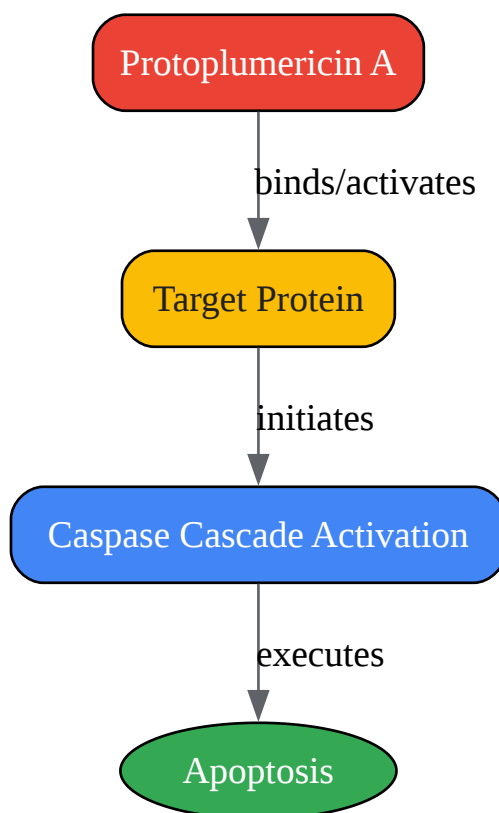 Protoplumericin A
binds/activates
Target Protein
initiates
Caspase Cascade Activation
executes
Apoptosis